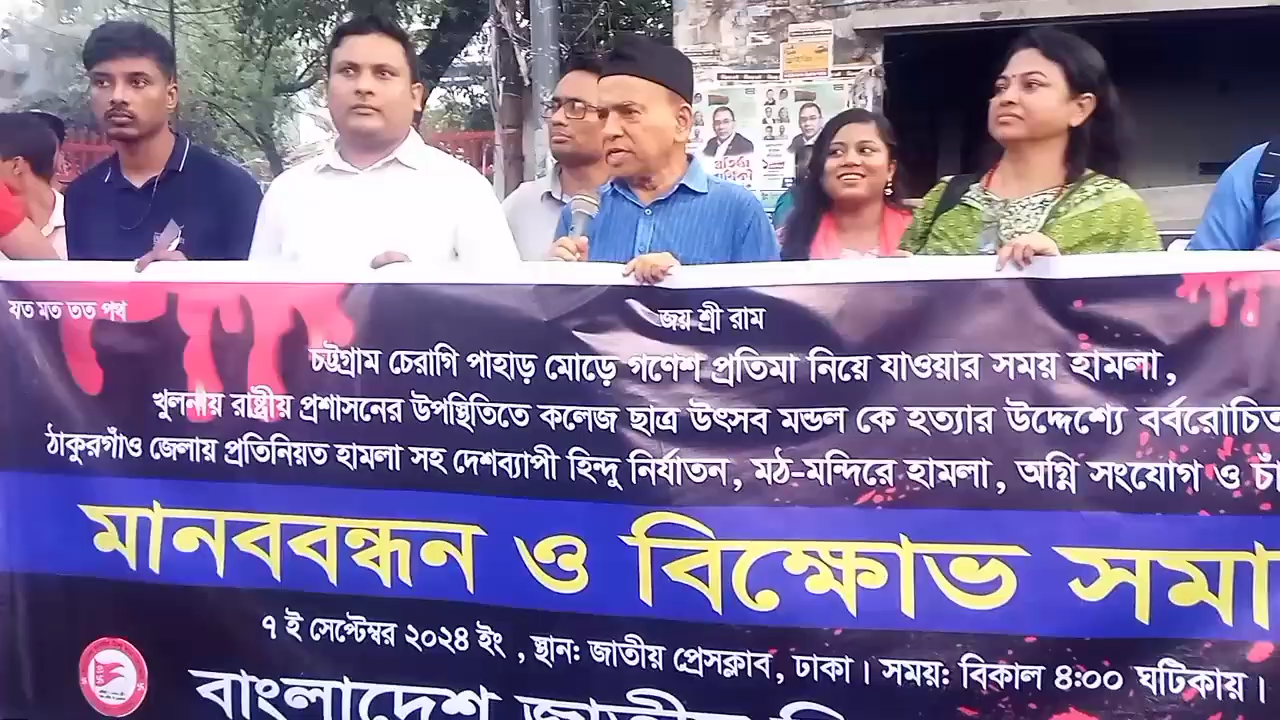 যত মত তত পথ
জয় শ্রী রাম
চট্টগ্রাম চেরাগি পাহাড় মোড়ে গণেশ প্রতিমা নিয়ে যাওয়ার সময় হামলা,
খুলনায় রাষ্ট্রীয় প্রশাসনের উপস্থিতিতে কলেজ ছাত্র উৎসব মন্ডল কে হত্যার উদ্দেশ্যে বর্বরোচিত
ঠাকুরগাঁও জেলায় প্রতিনিয়ত হামলা সহ দেশব্যাপী হিন্দু নির্যাতন, মঠ-মন্দিরে হামলা, অগ্নি সংযোগ ও চাঁ
মানববন্ধন ও বিক্ষোভ সমা
৭ ই সেপ্টেম্বর ২০২৪ ইং, স্থান: জাতীয় প্রেসক্লাব, ঢাকা। সময়: বিকাল ৪:০০ ঘটিকায়।
বাংলাদেশ জাতীয়